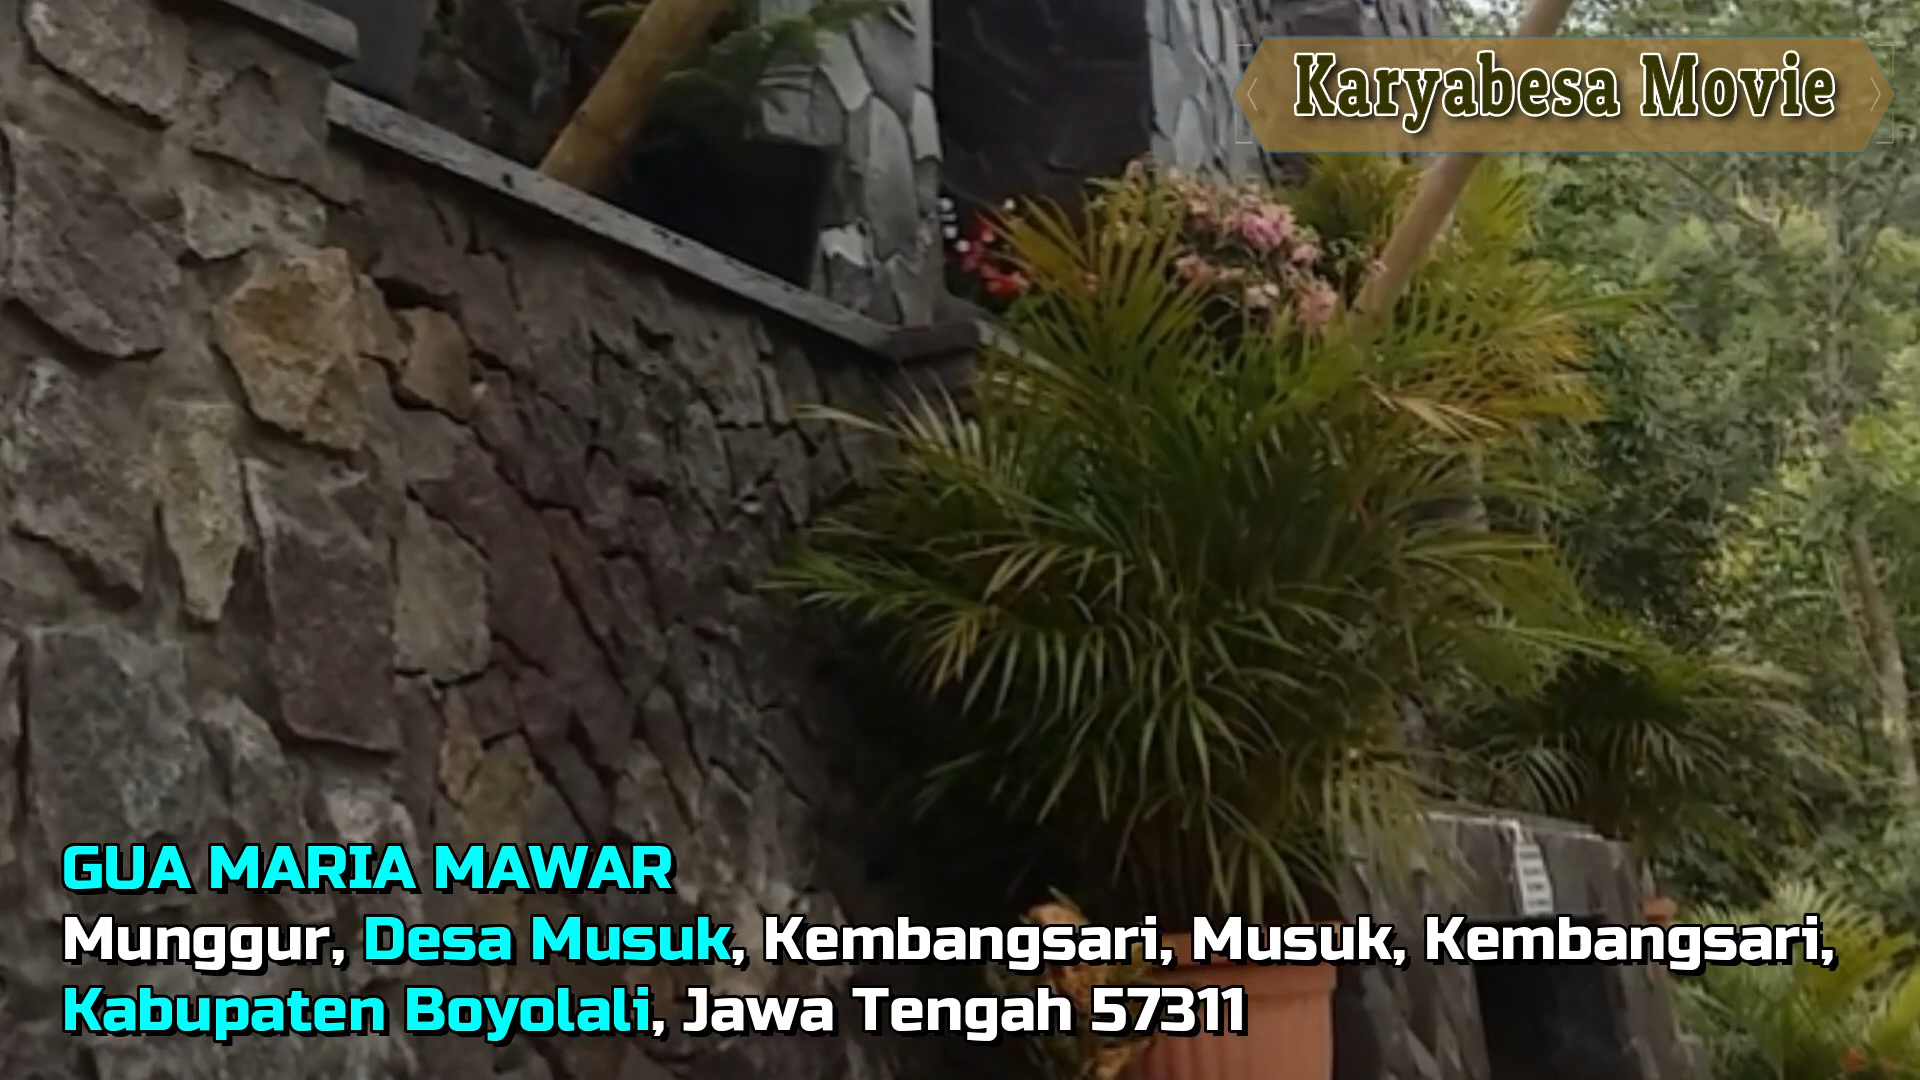 Karyabesa Movie
GUA MARIA MAWAR
Munggur, Desa Musuk, Kembangsari, Musuk, Kembangsari,
Kabupaten Boyolali, Jawa Tengah 57311